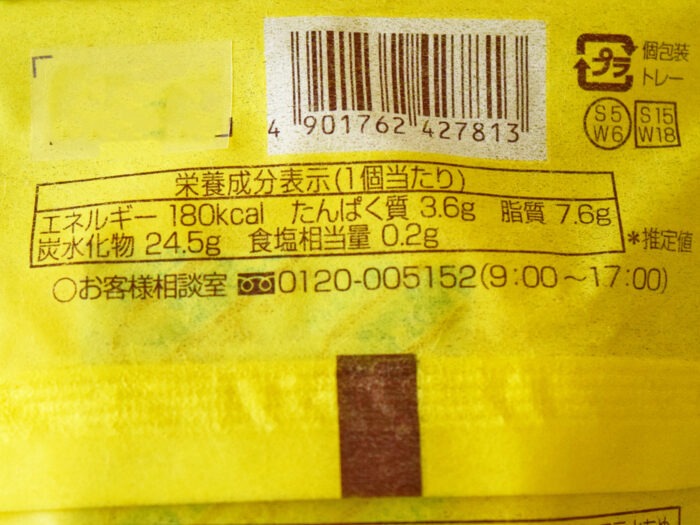 4 901762 427813
プラ
個包装
トレー
S5
W6
S15
W18
栄養成分表示(1個当たり)
エネルギー 180kcal たんぱく質 3.6g 脂質 7.6g
炭水化物 24.5g 食塩相当量 0.2g
*推定値
○お客様相談室 0120-005152(9:00〜17:00)